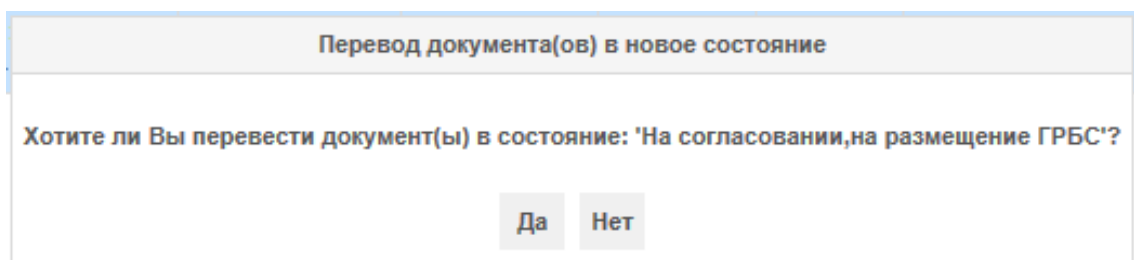 Перевод документа(ов) в новое состояние
Хотите ли Вы перевести документ(ы) в состояние: 'На согласовании,на размещение ГРБС'?
Да Нет